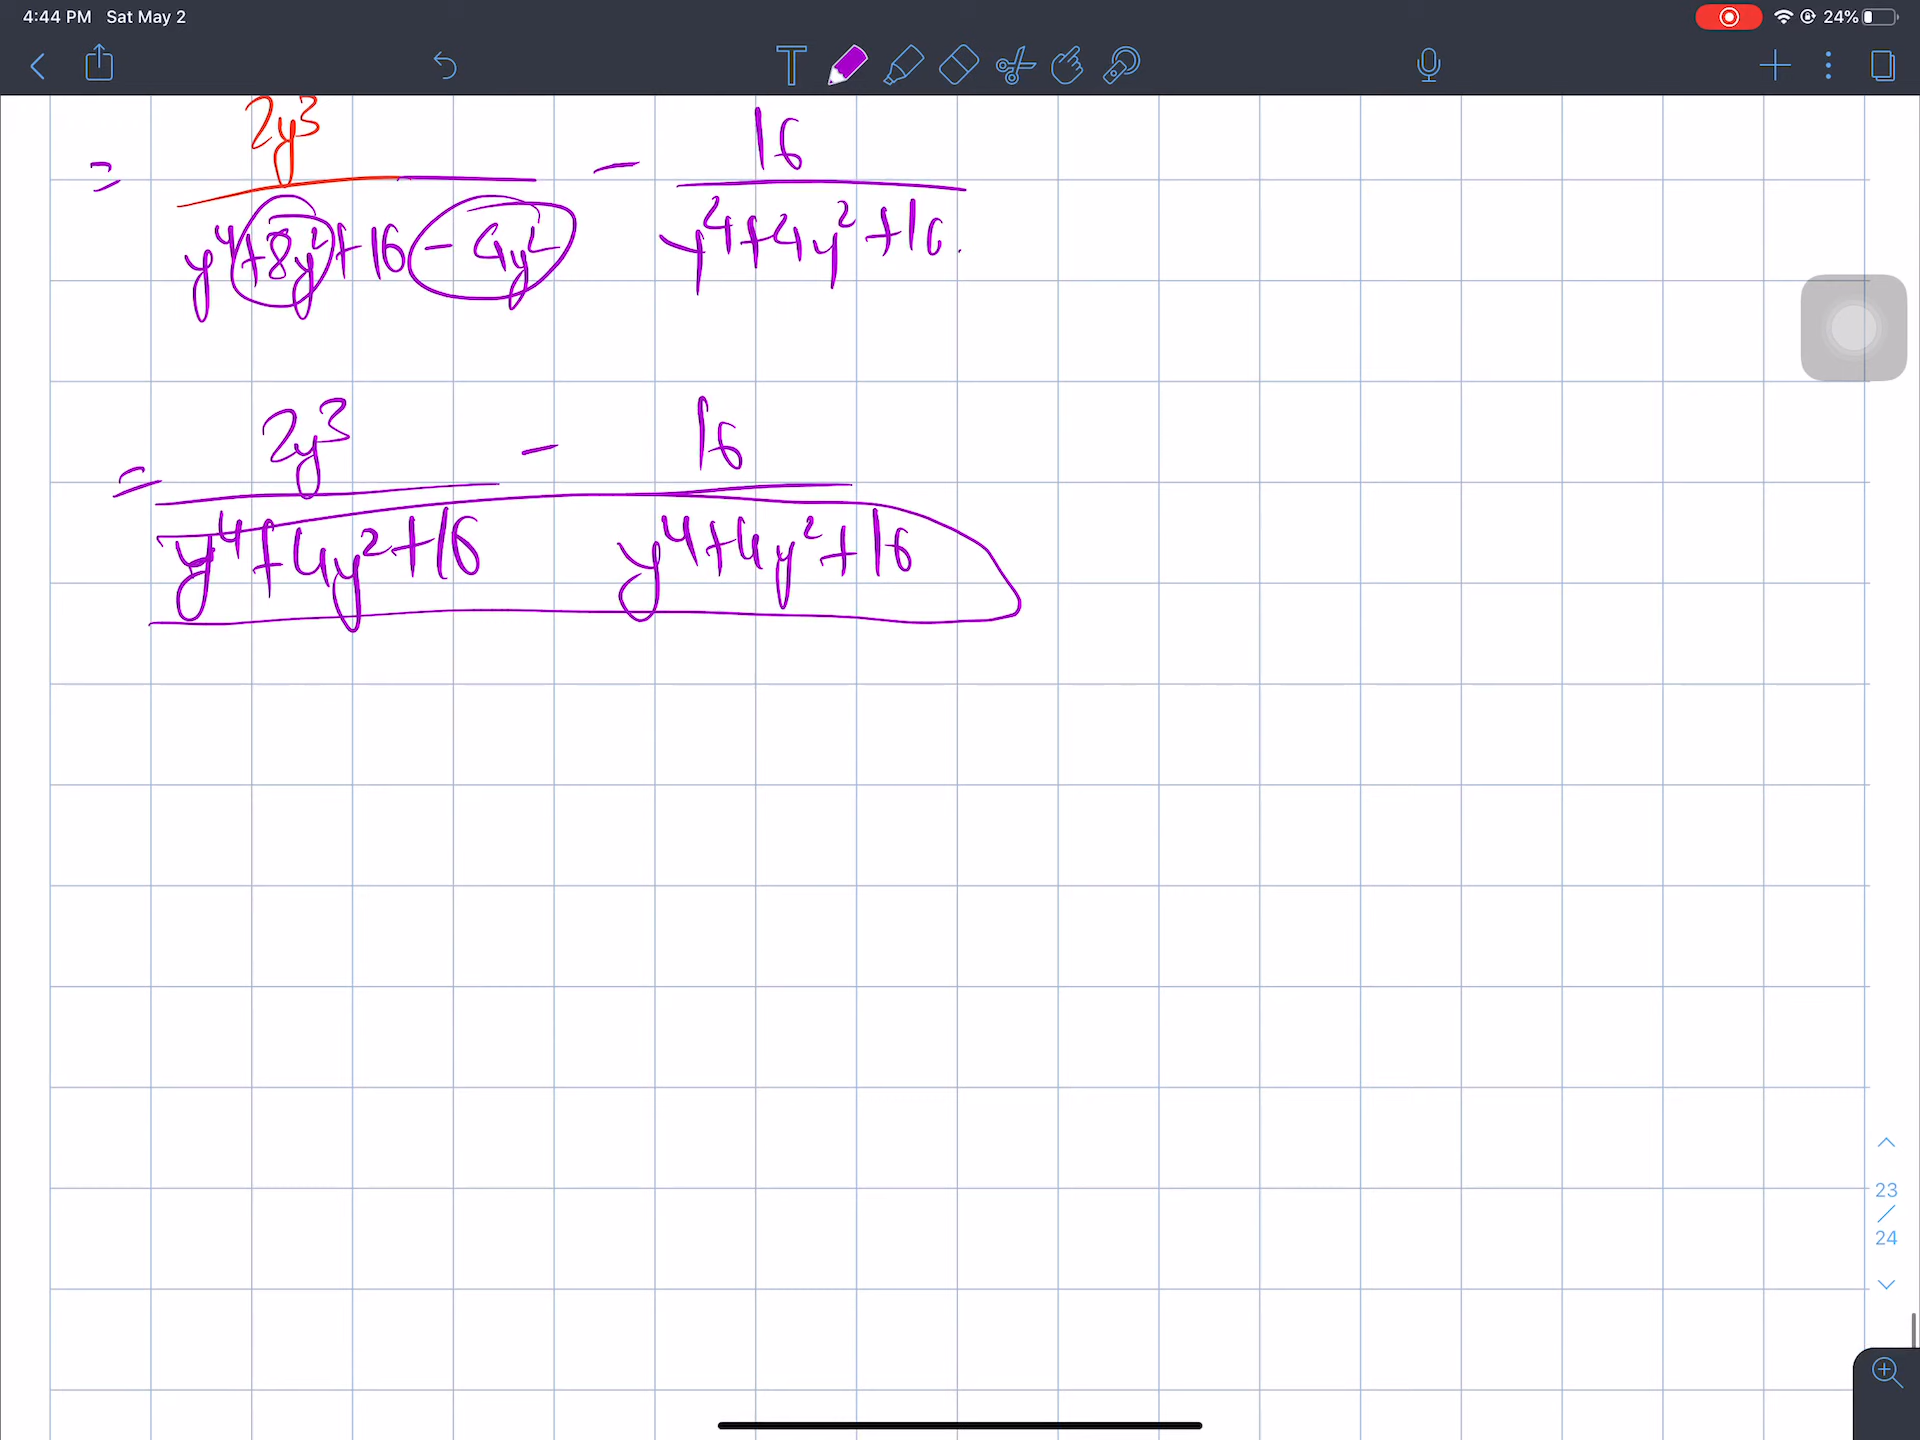 4:44 PM Sat May 2 24%
= 2y³/(y⁴+8y²+16-4y²) - 16/(y⁴+4y²+16.)
= 2y³/(y⁴+4y²+16) - 16/(y⁴+4y²+16)
23
/
24